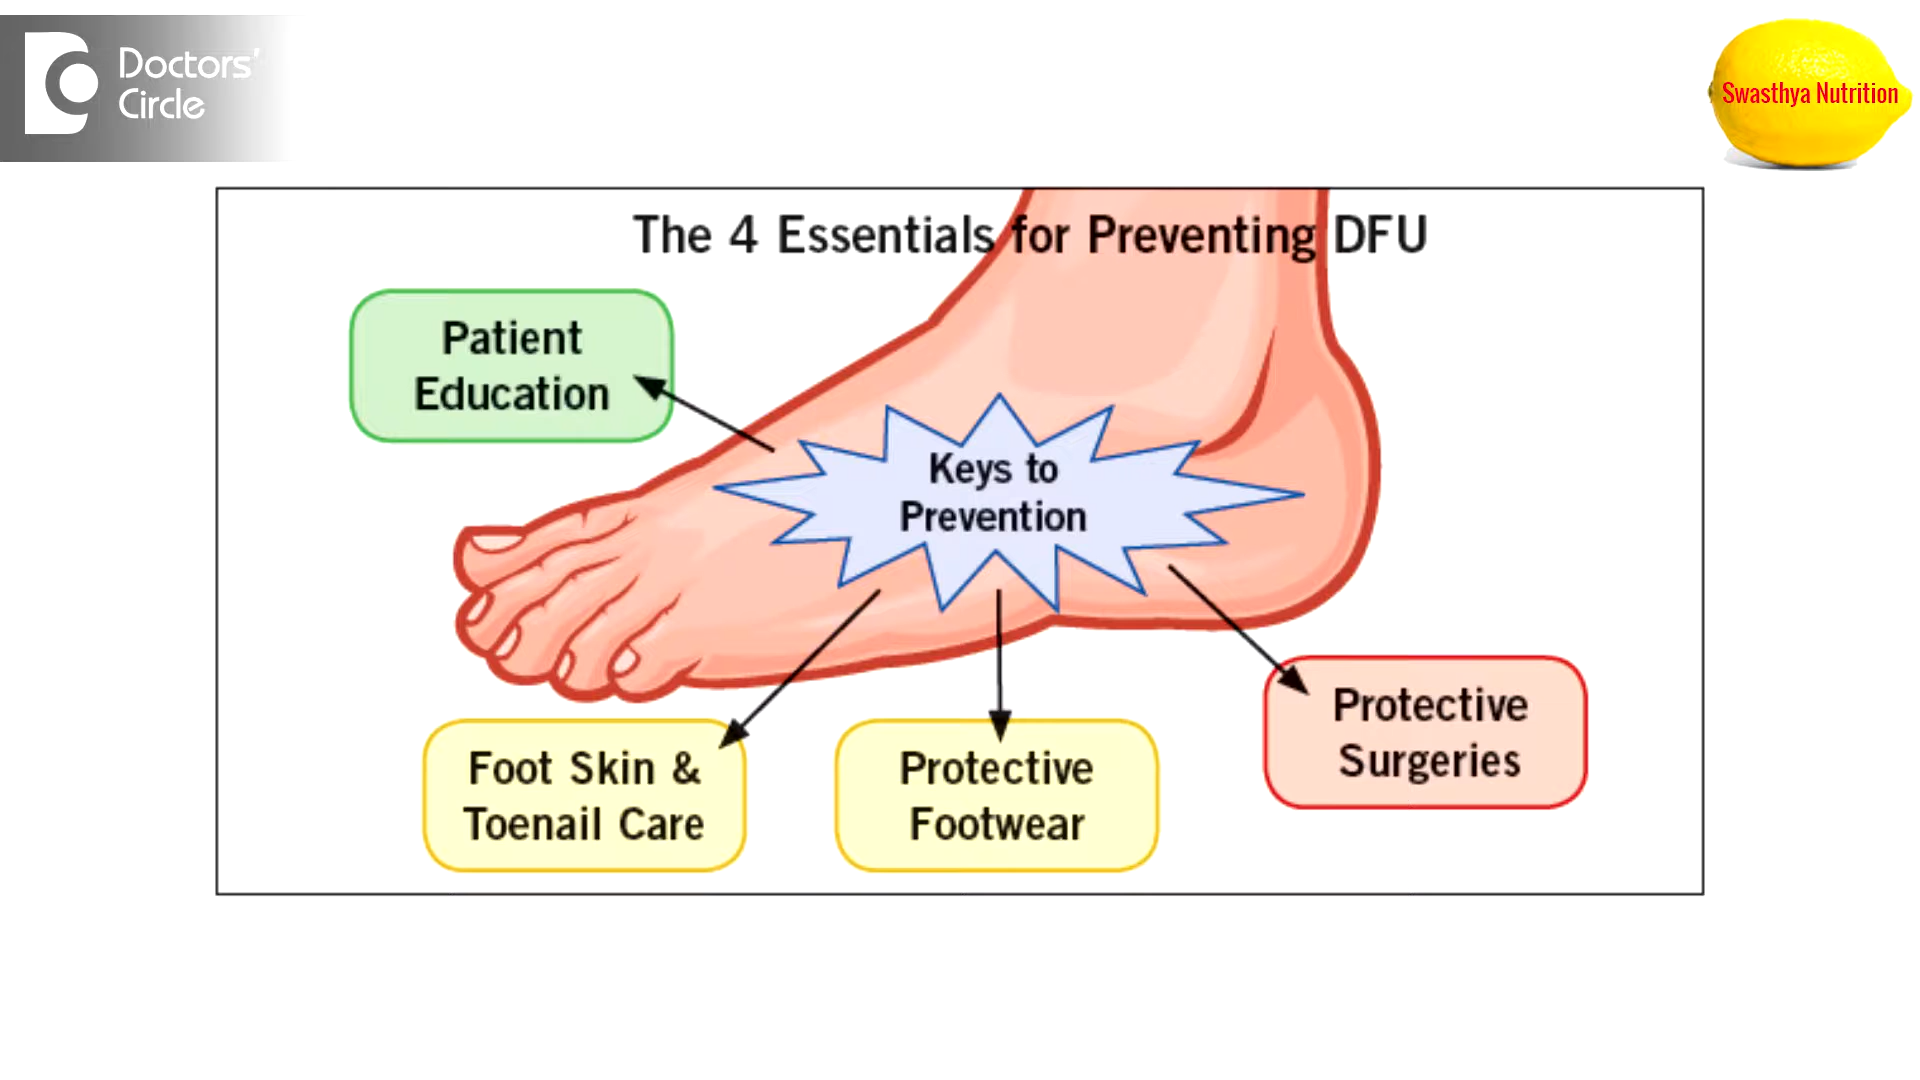 Doctors'
Circle
Swasthya Nutrition
The 4 Essentials for Preventing DFU
Patient
Education
Keys to
Prevention
Foot Skin &
Toenail Care
Protective
Footwear
Protective
Surgeries